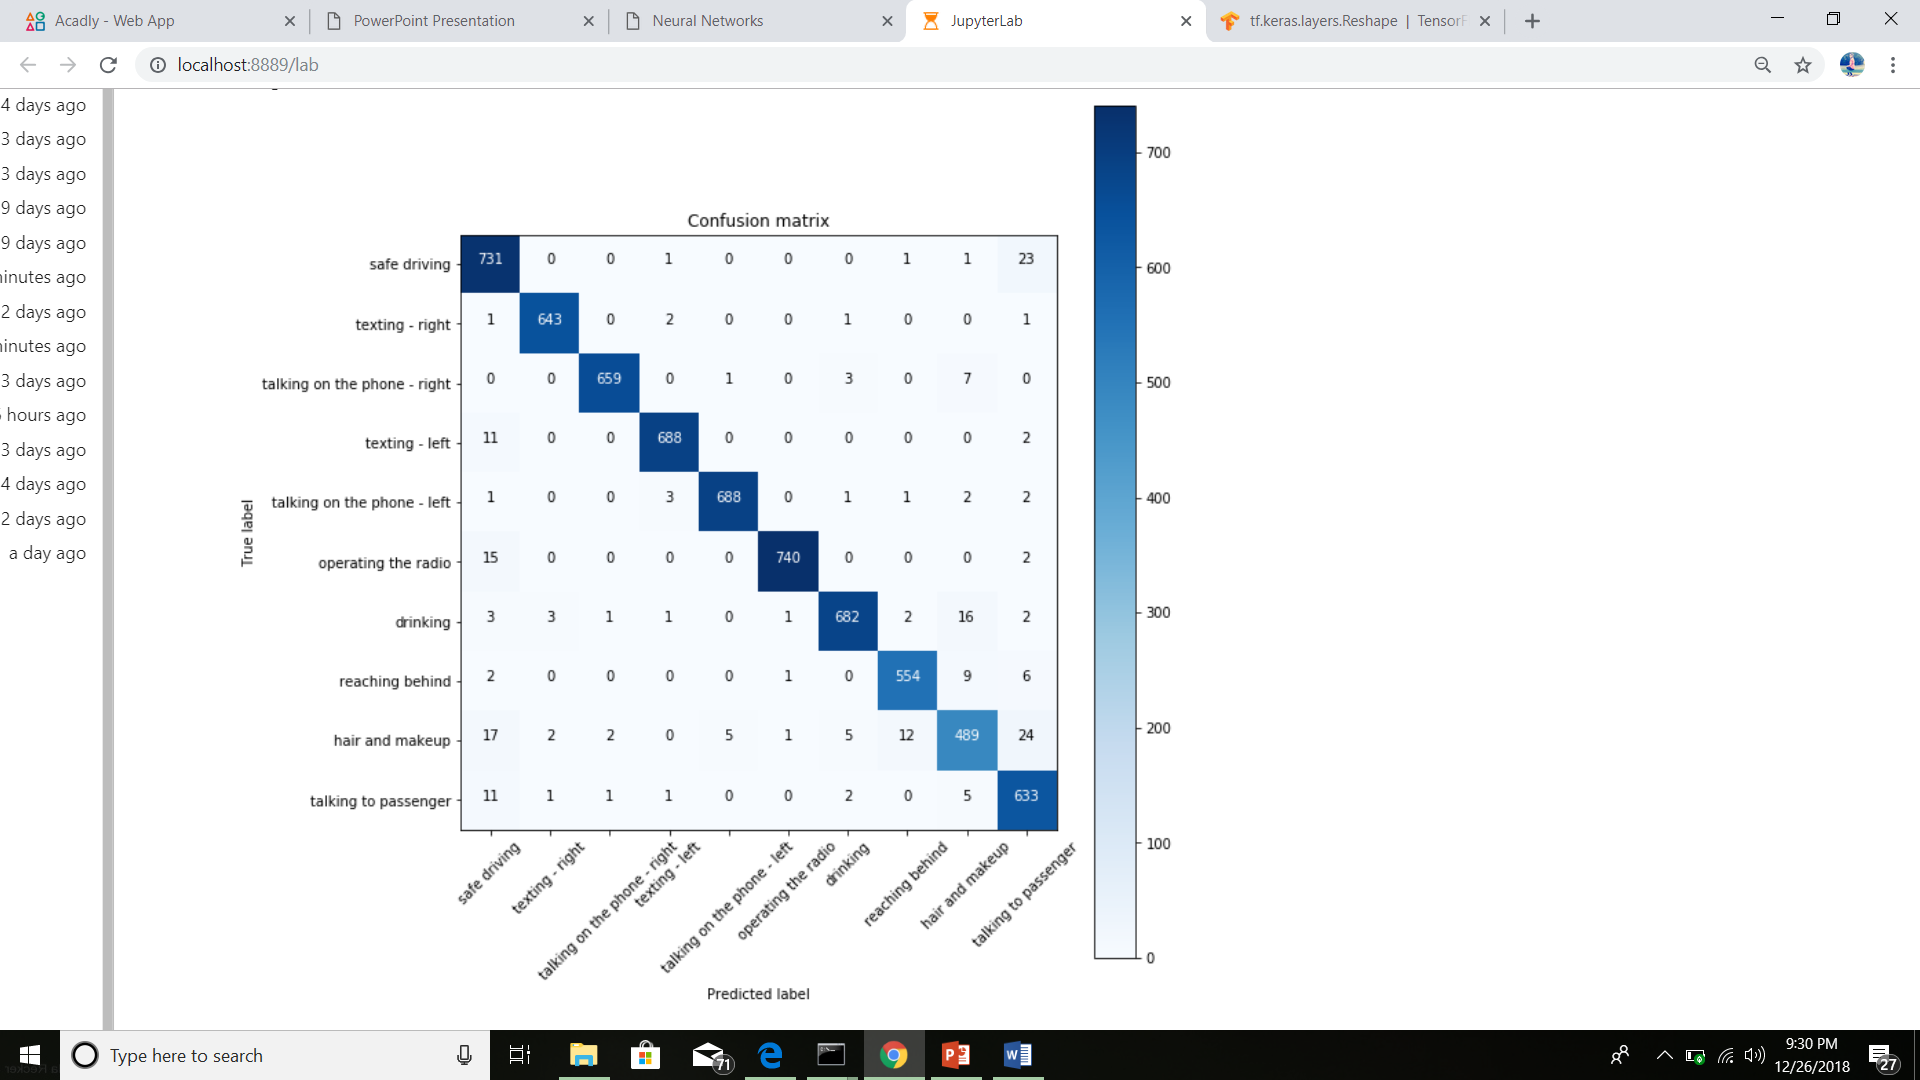 Acadly - Web App
PowerPoint Presentation
Neural Networks
JupyterLab
tf.keras.layers.Reshape | TensorF
localhost:8889/lab
4 days ago
3 days ago
3 days ago
9 days ago
9 days ago
inutes ago
2 days ago
inutes ago
3 days ago
hours ago
3 days ago
4 days ago
2 days ago
a day ago
Confusion matrix
True label
safe driving 731 0 0 1 0 0 0 1 1 23
texting - right 1 643 0 2 0 0 1 0 0 1
talking on the phone - right 0 0 659 0 1 0 3 0 7 0
texting - left 11 0 0 688 0 0 0 0 0 2
talking on the phone - left 1 0 0 3 688 0 1 1 2 2
operating the radio 15 0 0 0 0 740 0 0 0 2
drinking 3 3 1 1 0 1 682 2 16 2
reaching behind 2 0 0 0 0 1 0 554 9 6
hair and makeup 17 2 2 0 5 1 5 12 489 24
talking to passenger 11 1 1 1 0 0 2 0 5 633
safe driving
texting - right
talking on the phone - right
texting - left
talking on the phone - left
operating the radio
drinking
reaching behind
hair and makeup
talking to passenger
Predicted label
700
600
500
400
300
200
100
0
Type here to search
71
9:30 PM
12/26/2018
27